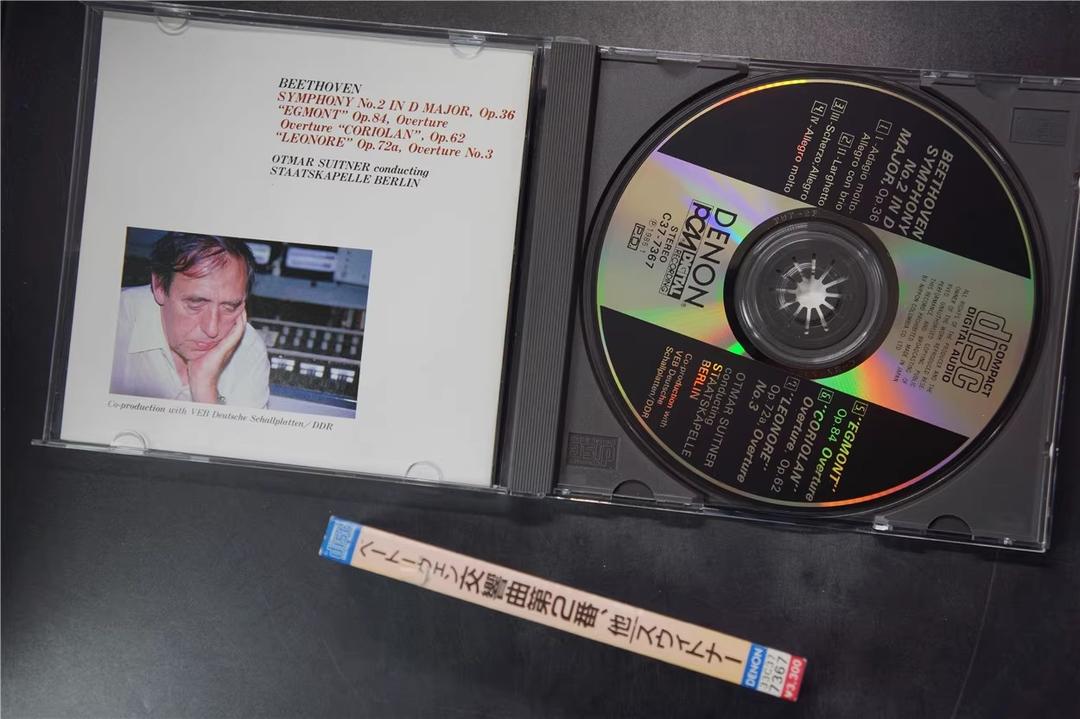 BEETHOVEN
SYMPHONY No.2 IN D MAJOR, Op.36
“EGMONT” Op.84, Overture
Overture “CORIOLAN”, Op.62
“LEONORE” Op.72a, Overture No.3
OTMAR SUITNER conducting
STAATSKAPELLE BERLIN
Co-production with VEB Deutsche Schallplatten/DDR
BEETHOVEN
SYMPHONY
No.2 IN D
MAJOR, Op.36
1 I-Adagio molto-
Allegro con brio
2 II-Larghetto
3 III-Scherzo:Allegro
4 IV-Allegro molto
DENON
PCM DIGITAL
RECORDING
STEREO
C37-7367
COMPACT
disc
DIGITAL AUDIO
5 “EGMONT”
Op.84 Overture
6 “CORIOLAN”
Overture, Op.62
7 “LEONORE”
Op.72a, Overture
No.3
OTMAR SUITNER
conducting
STAATSKAPELLE
BERLIN
Co-production with
VEB Deutsche
Schallplatten/DDR
disc
ベートーヴェン交響曲第2番、他/スウィトナー
DENON
33C37
7367
¥3,300